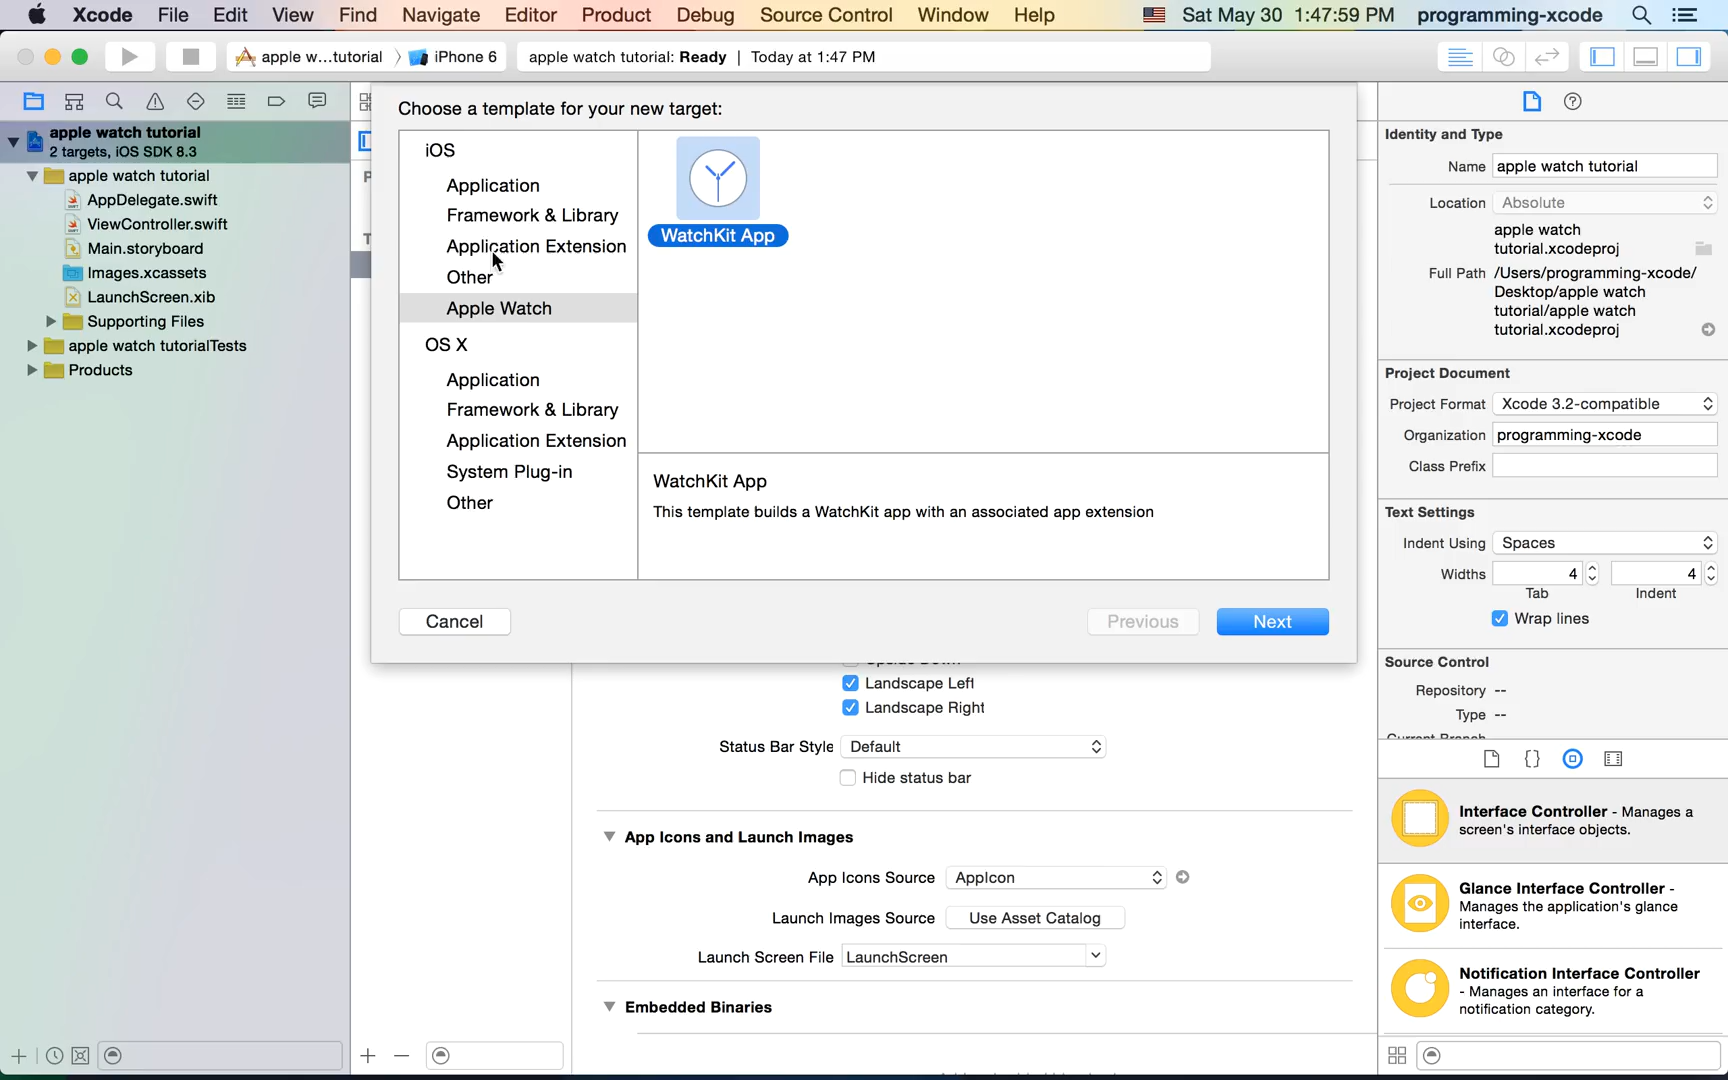 Xcode File Edit View Find Navigate Editor Product Debug Source Control Window Help Sat May 30 1:47:59 PM programming-xcode
apple w...tutorial iPhone 6 apple watch tutorial: Ready | Today at 1:47 PM
apple watch tutorial
2 targets, iOS SDK 8.3
apple watch tutorial
AppDelegate.swift
ViewController.swift
Main.storyboard
Images.xcassets
LaunchScreen.xib
Supporting Files
apple watch tutorialTests
Products
Choose a template for your new target:
iOS
Application
Framework & Library
Application Extension
Other
Apple Watch
OS X
Application
Framework & Library
Application Extension
System Plug-in
Other
WatchKit App
WatchKit App
This template builds a WatchKit app with an associated app extension
Cancel Previous Next
Landscape Left
Landscape Right
Status Bar Style Default
Hide status bar
App Icons and Launch Images
App Icons Source AppIcon
Launch Images Source Use Asset Catalog
Launch Screen File LaunchScreen
Embedded Binaries
Identity and Type
Name apple watch tutorial
Location Absolute
apple watch
tutorial.xcodeproj
Full Path /Users/programming-xcode/
Desktop/apple watch
tutorial/apple watch
tutorial.xcodeproj
Project Document
Project Format Xcode 3.2-compatible
Organization programming-xcode
Class Prefix
Text Settings
Indent Using Spaces
Widths 4 4
Tab Indent
Wrap lines
Source Control
Repository --
Type --
Interface Controller - Manages a
screen's interface objects.
Glance Interface Controller -
Manages the application's glance
interface.
Notification Interface Controller
- Manages an interface for a
notification category.